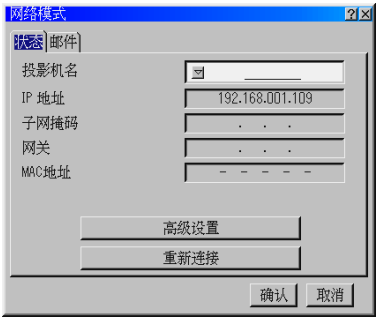 网络模式
状态 邮件
投影机名
IP 地址 192.168.001.109
子网掩码 . . .
网关 . . .
MAC地址 - - - - -
高级设置
重新连接
确认 取消